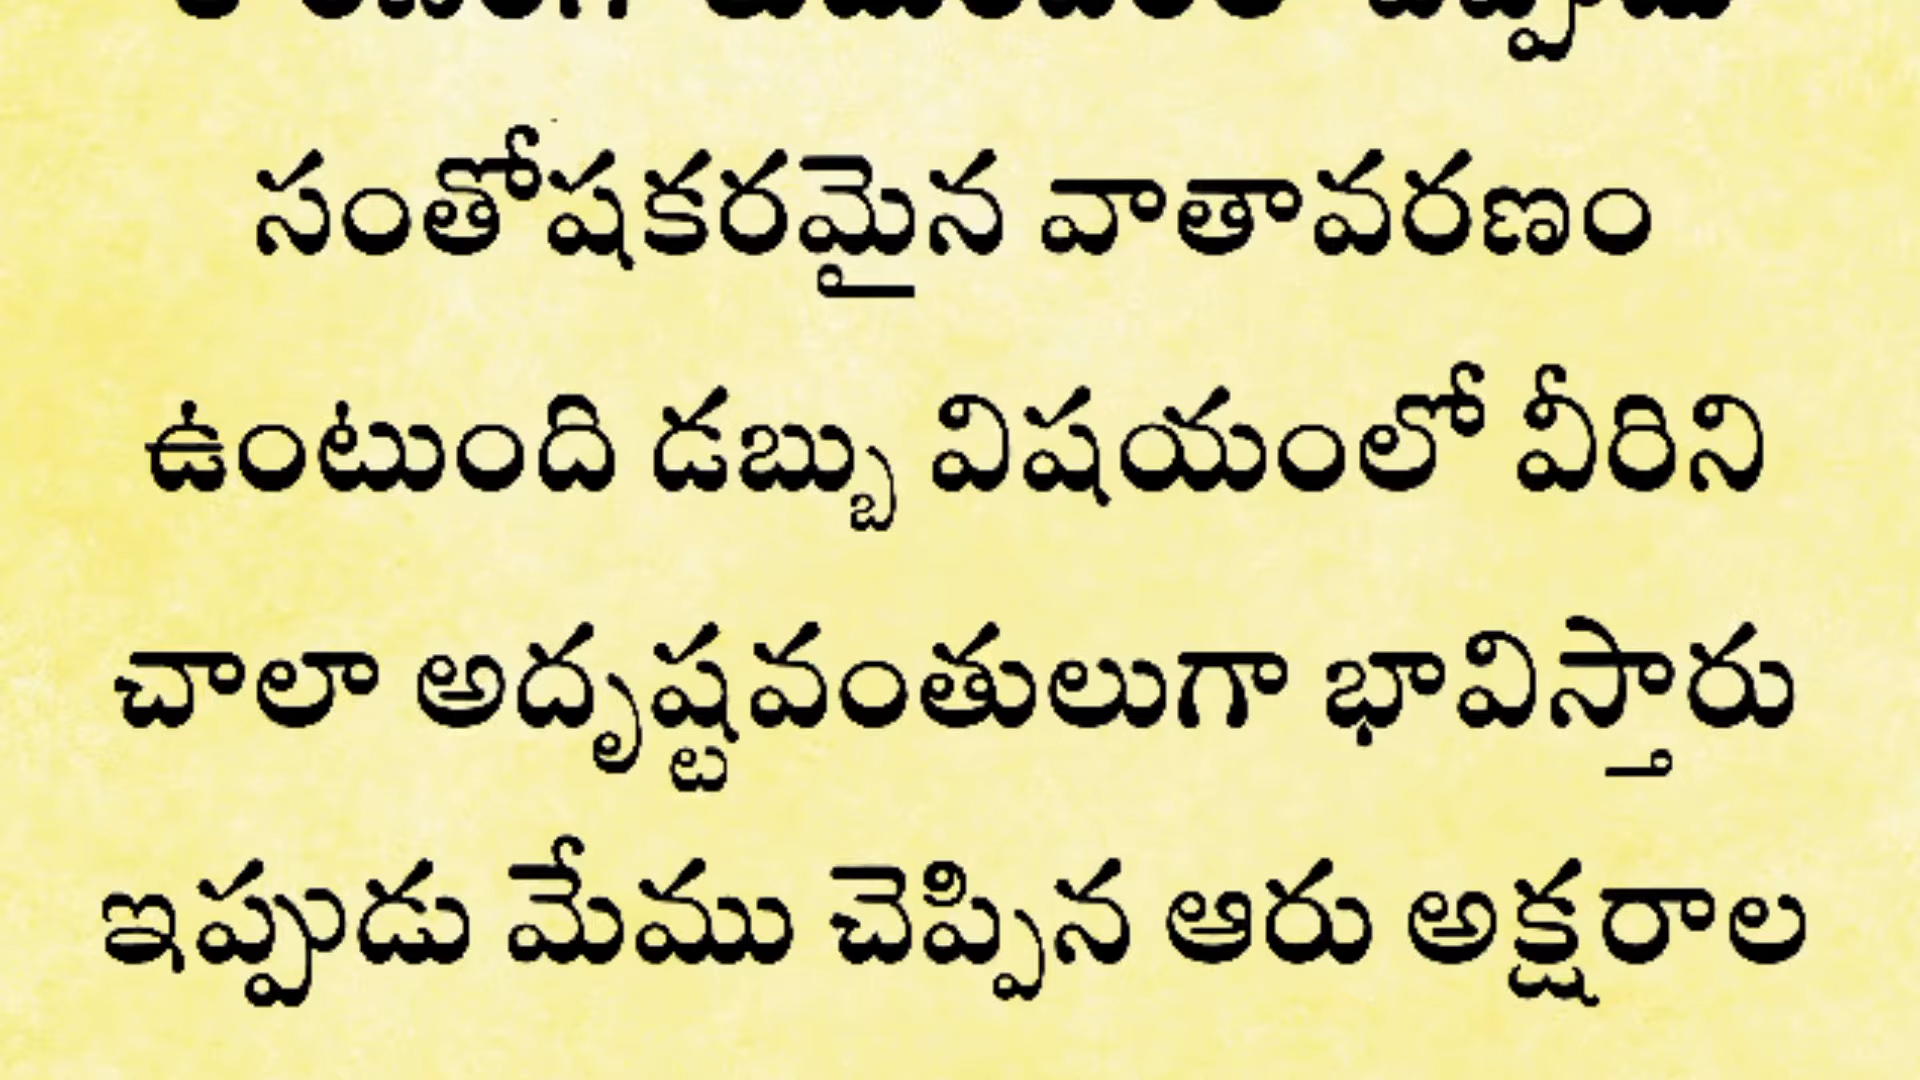 సంతోషకరమైన వాతావరణం
ఉంటుంది డబ్బు విషయంలో వీరిని
చాలా అదృష్టవంతులుగా భావిస్తారు
ఇప్పుడు మేము చెప్పిన ఆరు అక్షరాల